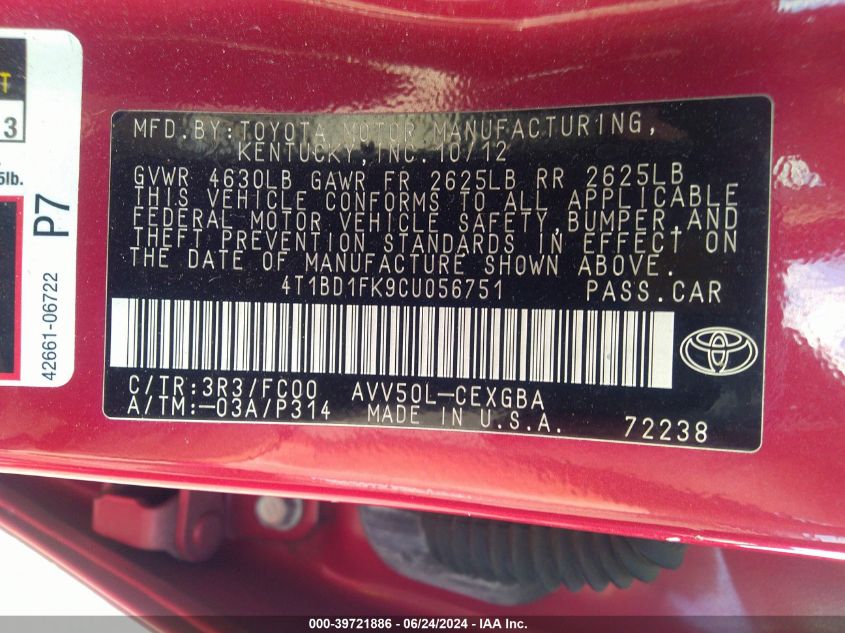 T
3
5lb.
P7
42661-06722
MFD.BY:TOYOTA MOTOR MANUFACTURING,
KENTUCKY,INC.10/12
GVWR 4630LB GAWR FR 2625LB RR 2625LB
THIS VEHICLE CONFORMS TO ALL APPLICABLE
FEDERAL MOTOR VEHICLE SAFETY,BUMPER,AND
THEFT PREVENTION STANDARDS IN EFFECT ON
THE DATE OF MANUFACTURE SHOWN ABOVE.
4T1BD1FK9CU056751 PASS.CAR
C/TR:3R3/FC00 AVV50L-CEXGBA
A/TM:-03A/P314 MADE IN U.S.A. 72238
000-39721886 - 06/24/2024 - IAA Inc.